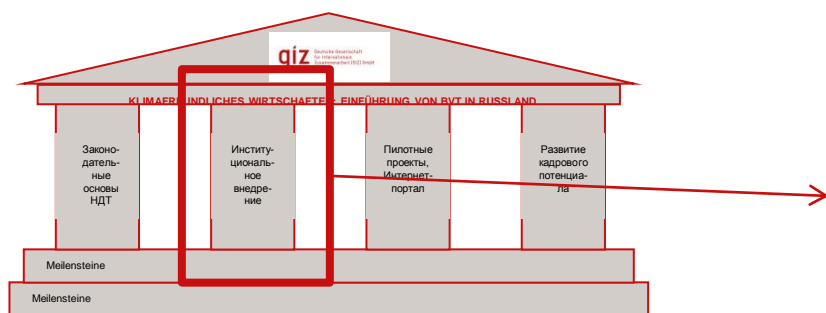 giz
Deutsche Gesellschaft
für Internationale
Zusammenarbeit (GIZ) GmbH
KLIMAFREUNDLICHES WIRTSCHAFTEN: EINFÜHRUNG VON BVT IN RUSSLAND
Законо-
датель-
ные
основы
НДТ
Институ-
циональ-
ное
внедре-
ние
Пилотные
проекты,
Интернет-
портал
Развитие
кадрового
потенциа-
ла
Meilensteine
Meilensteine